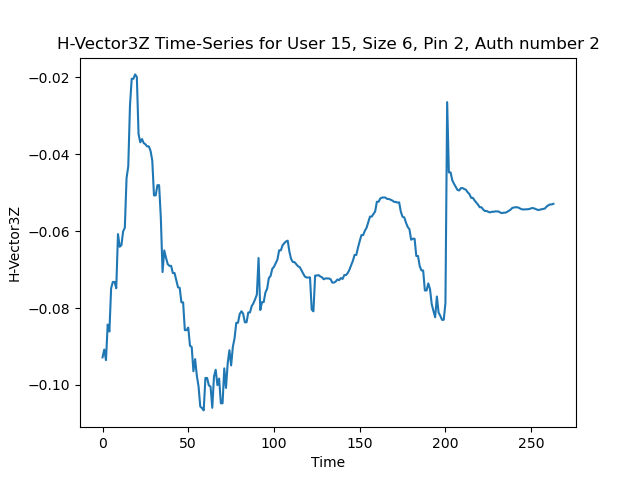 H-Vector3Z Time-Series for User 15, Size 6, Pin 2, Auth number 2
−0.02
−0.04
−0.06
−0.08
−0.10
H-Vector3Z
0 50 100 150 200 250
Time